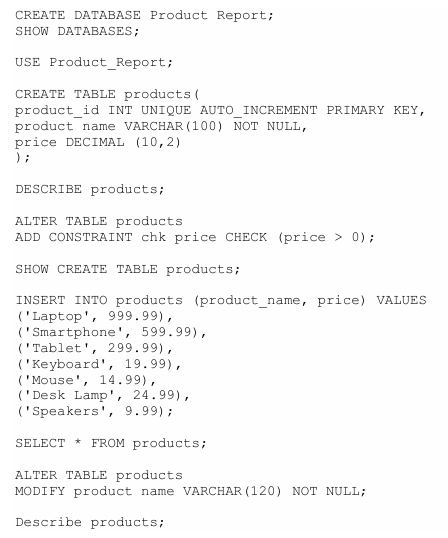 CREATE DATABASE Product Report;
SHOW DATABASES;
USE Product_Report;
CREATE TABLE products(
product_id INT UNIQUE AUTO_INCREMENT PRIMARY KEY,
product name VARCHAR(100) NOT NULL,
price DECIMAL (10,2)
);
DESCRIBE products;
ALTER TABLE products
ADD CONSTRAINT chk price CHECK (price > 0);
SHOW CREATE TABLE products;
INSERT INTO products (product_name, price) VALUES
('Laptop', 999.99),
('Smartphone', 599.99),
('Tablet', 299.99),
('Keyboard', 19.99),
('Mouse', 14.99),
('Desk Lamp', 24.99),
('Speakers', 9.99);
SELECT * FROM products;
ALTER TABLE products
MODIFY product name VARCHAR(120) NOT NULL;
Describe products;